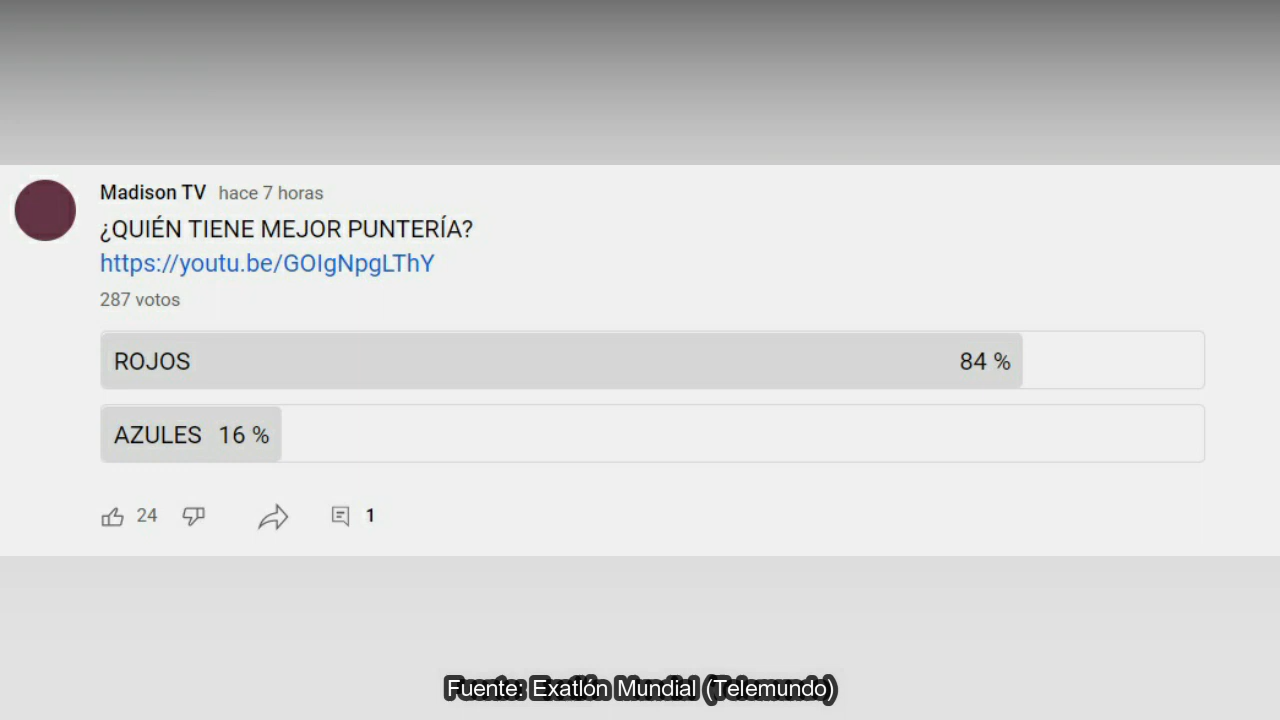 Madison TV hace 7 horas
¿QUIÉN TIENE MEJOR PUNTERÍA?
https://youtu.be/GOIgNpgLThY
287 votos
ROJOS 84 %
AZULES 16 %
24 1
Fuente: Exatlón Mundial (Telemundo)